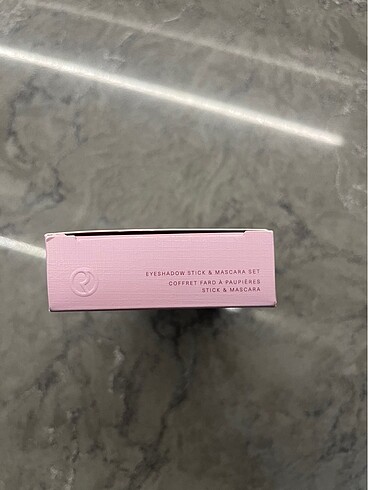 EYESHADOW STICK & MASCARA SET
COFFRET FARD À PAUPIÈRES
STICK & MASCARA